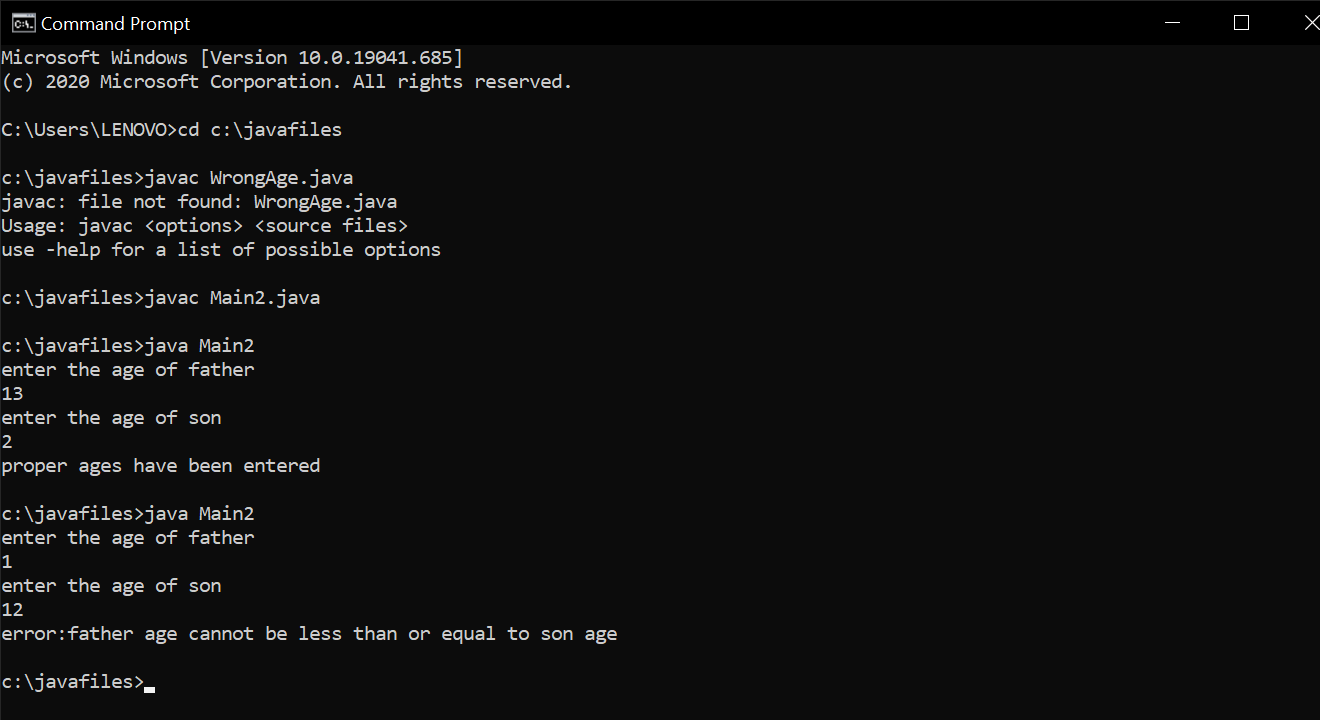 Command Prompt
Microsoft Windows [Version 10.0.19041.685]
(c) 2020 Microsoft Corporation. All rights reserved.
C:\Users\LENOVO>cd c:\javafiles
c:\javafiles>javac WrongAge.java
javac: file not found: WrongAge.java
Usage: javac <options> <source files>
use -help for a list of possible options
c:\javafiles>javac Main2.java
c:\javafiles>java Main2
enter the age of father
13
enter the age of son
2
proper ages have been entered
c:\javafiles>java Main2
enter the age of father
1
enter the age of son
12
error:father age cannot be less than or equal to son age
c:\javafiles>